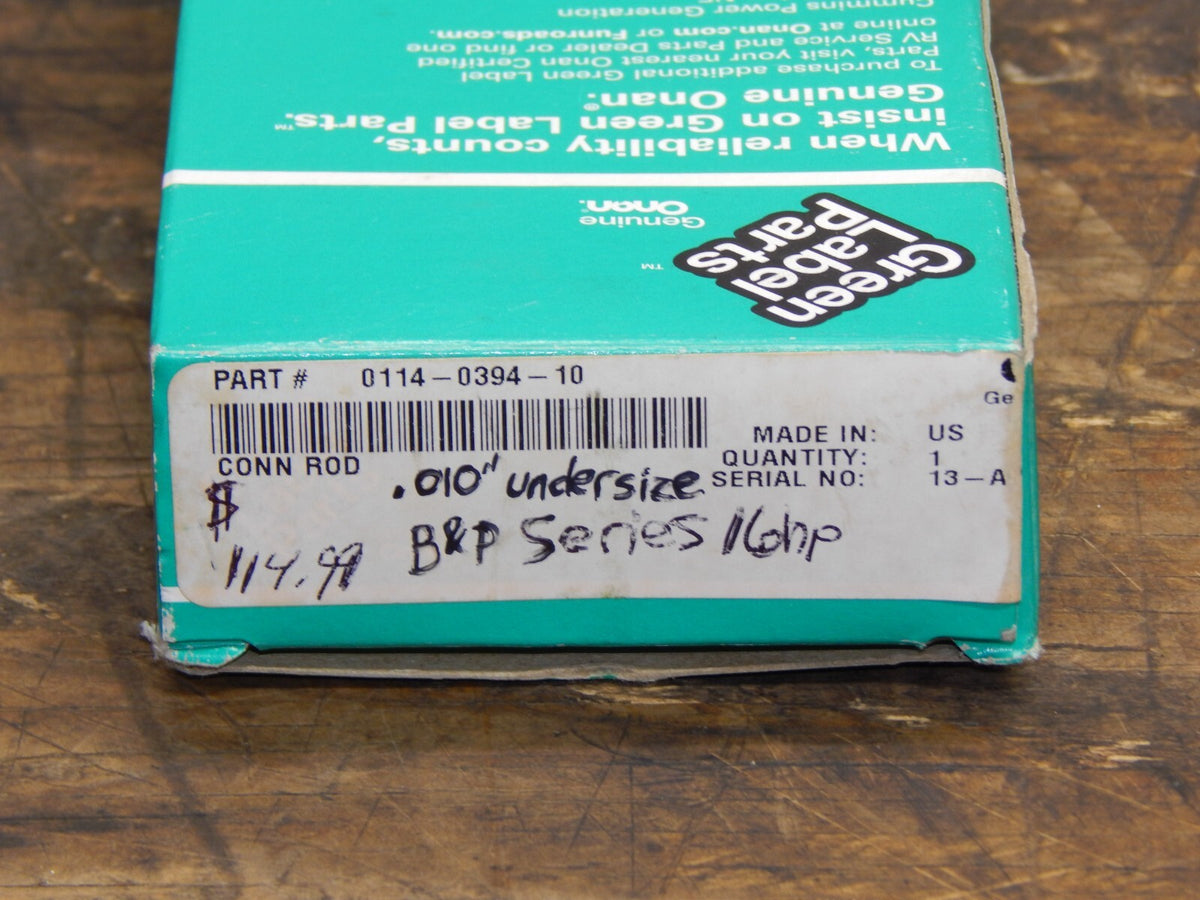 Cummins Power Generation
online at Onan.com or Funroads.com.
RV Service and Parts Dealer or find one
Parts, visit your nearest Onan Certified
To purchase additional Green Label
Genuine Onan.®
insist on Green Label Parts.™
When reliability counts,
Genuine
Onan.®
Green
Label
Parts
™
PART # 0114-0394-10
Ge
MADE IN: US
CONN ROD
QUANTITY: 1
SERIAL NO: 13-A
.010" undersize
$
114.99
B&P Series 16hp